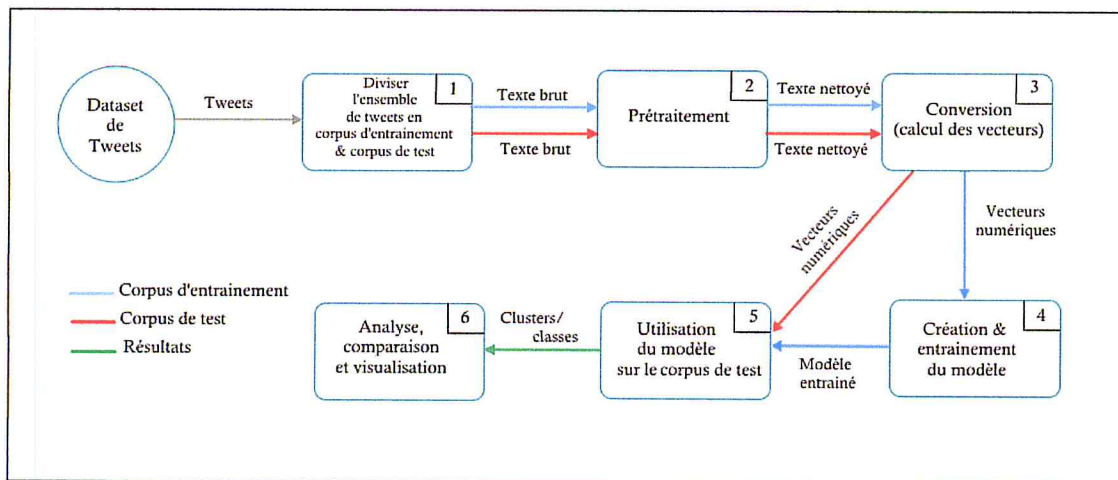 Dataset
de
Tweets
Tweets
1
Diviser
l'ensemble
de tweets en
corpus d'entrainement
& corpus de test
Texte brut
Texte brut
2
Prétraitement
Texte nettoyé
Texte nettoyé
3
Conversion
(calcul des vecteurs)
Vecteurs
numériques
Vecteurs
numériques
4
Création &
entrainement
du modèle
Modèle
entrainé
5
Utilisation
du modèle
sur le corpus de test
Clusters/
classes
6
Analyse,
comparaison
et visualisation
Corpus d'entrainement
Corpus de test
Résultats